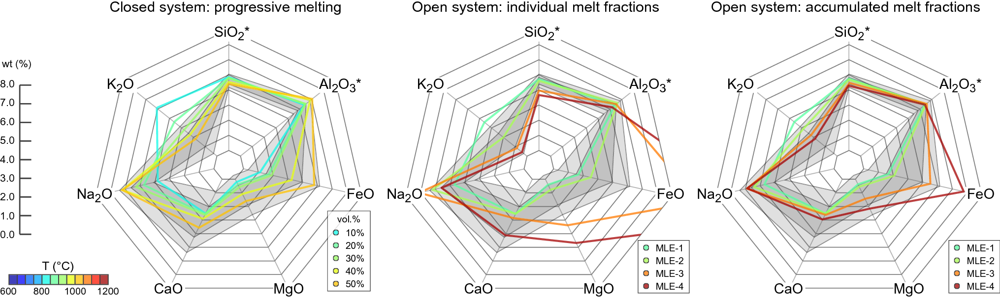 Closed system: progressive melting
Open system: individual melt fractions
Open system: accumulated melt fractions
wt (%)
8.0
7.0
6.0
5.0
4.0
3.0
2.0
1.0
0.0
T (°C)
600 800 1000 1200
SiO2*
Al2O3*
FeO
MgO
CaO
Na2O
K2O
vol.%
10%
20%
30%
40%
50%
SiO2*
Al2O3*
FeO
MgO
CaO
Na2O
K2O
MLE-1
MLE-2
MLE-3
MLE-4
SiO2*
Al2O3*
FeO
MgO
CaO
Na2O
K2O
MLE-1
MLE-2
MLE-3
MLE-4